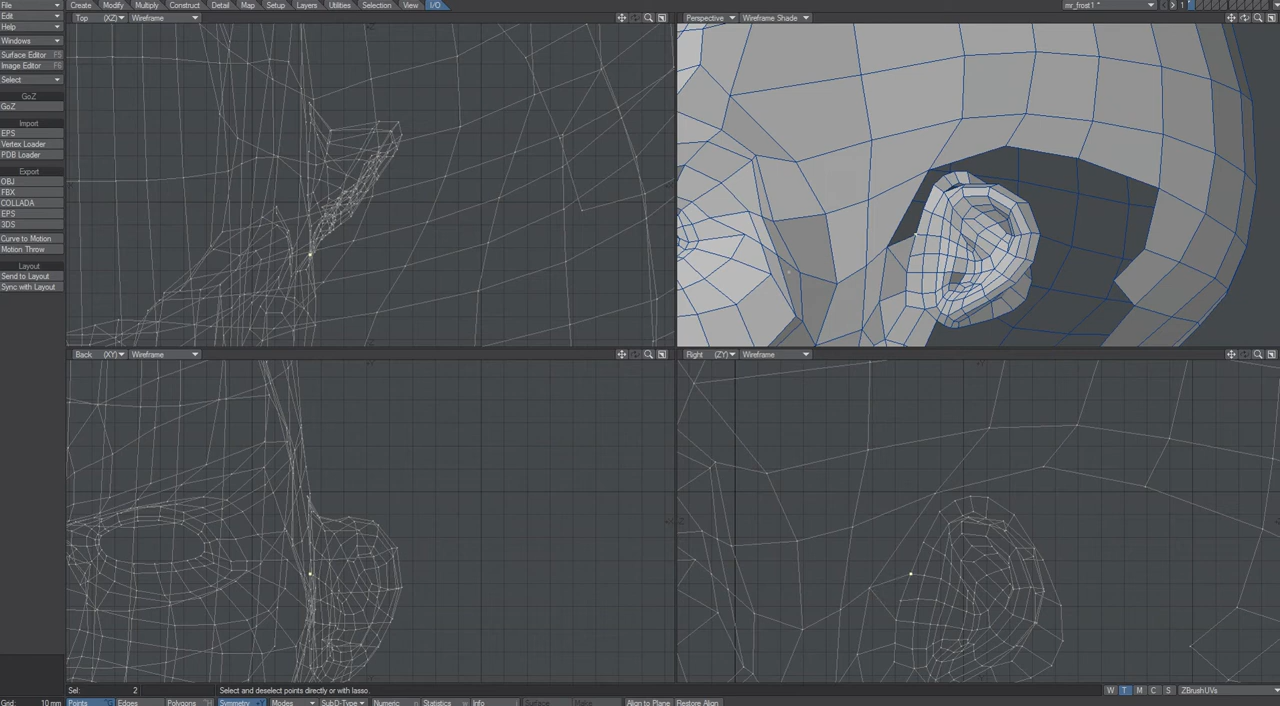 File Create Modify Multiply Construct Detail Map Setup Layers Utilities Selection View I/O mr_frost1 * 1
Edit Top (XZ) Wireframe Perspective Wireframe Shade
Help
Windows
Surface Editor F5
Image Editor F6
Select
GoZ
GoZ
Import
EPS
Vertex Loader
PDB Loader
Export
OBJ
FBX
COLLADA
EPS
3DS
Curve to Motion
Motion Throw
Layout
Send to Layout
Sync with Layout
Back (XY) Wireframe Right (ZY) Wireframe
Sel: 2 Select and deselect points directly or with lasso. W T M C S ZBrushUVs
Grid: 10 mm Points Edges Polygons Symmetry Modes SubD-Type Numeric Statistics Info Align to Plane Restore Align